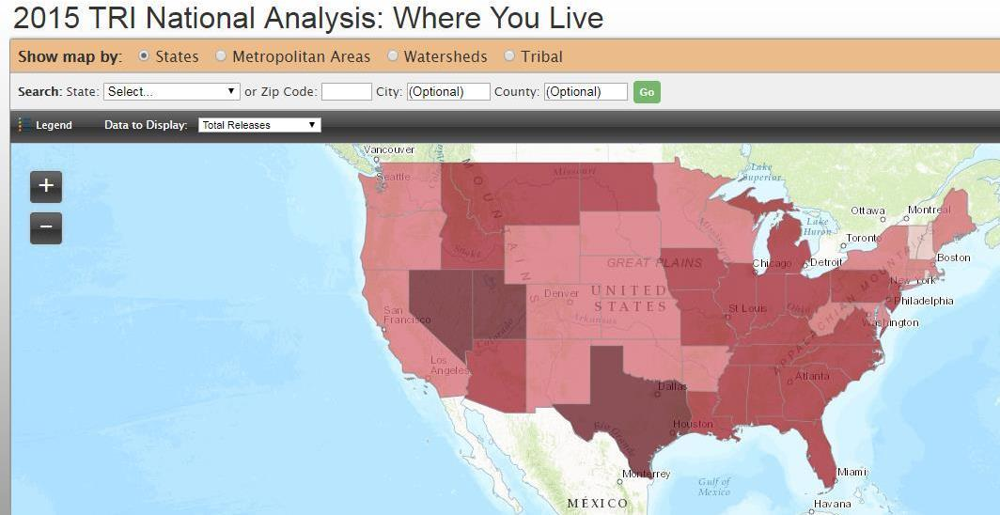 2015 TRI National Analysis: Where You Live
Show map by: States Metropolitan Areas Watersheds Tribal
Search: State: Select... or Zip Code: City: (Optional) County: (Optional) Go
Legend Data to Display: Total Releases
+
−
Vancouver
Seattle
Missouri
Lake
Superior
MOUNTAINS
Ottawa
Montreal
Mississippi
Lake
Huron
Toronto
Snake
GREAT PLAINS
Chicago
Detroit
Boston
New York
UNITED
STATES
Denver
San
Francisco
St Louis
Ohio
Philadelphia
Washington
Colorado
Arkansas
APPALACHIAN MOUNTAINS
Los
Angeles
Atlanta
Dallas
Houston
Rio Grande
Monterrey
Miami
Gulf of
Mexico
MÉXICO
Havana